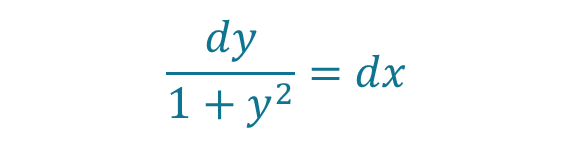 dy/(1 + y²) = dx